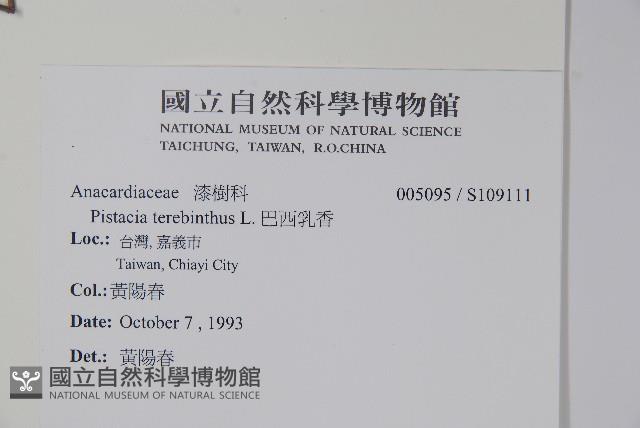 國立自然科學博物館
NATIONAL MUSEUM OF NATURAL SCIENCE
TAICHUNG, TAIWAN, R.O.CHINA
Anacardiaceae 漆樹科 005095 / S109111
Pistacia terebinthus L. 巴西乳香
Loc.: 台灣, 嘉義市
Taiwan, Chiayi City
Col.: 黃陽春
Date: October 7 , 1993
Det.: 黃陽春
國立自然科學博物館
NATIONAL MUSEUM OF NATURAL SCIENCE